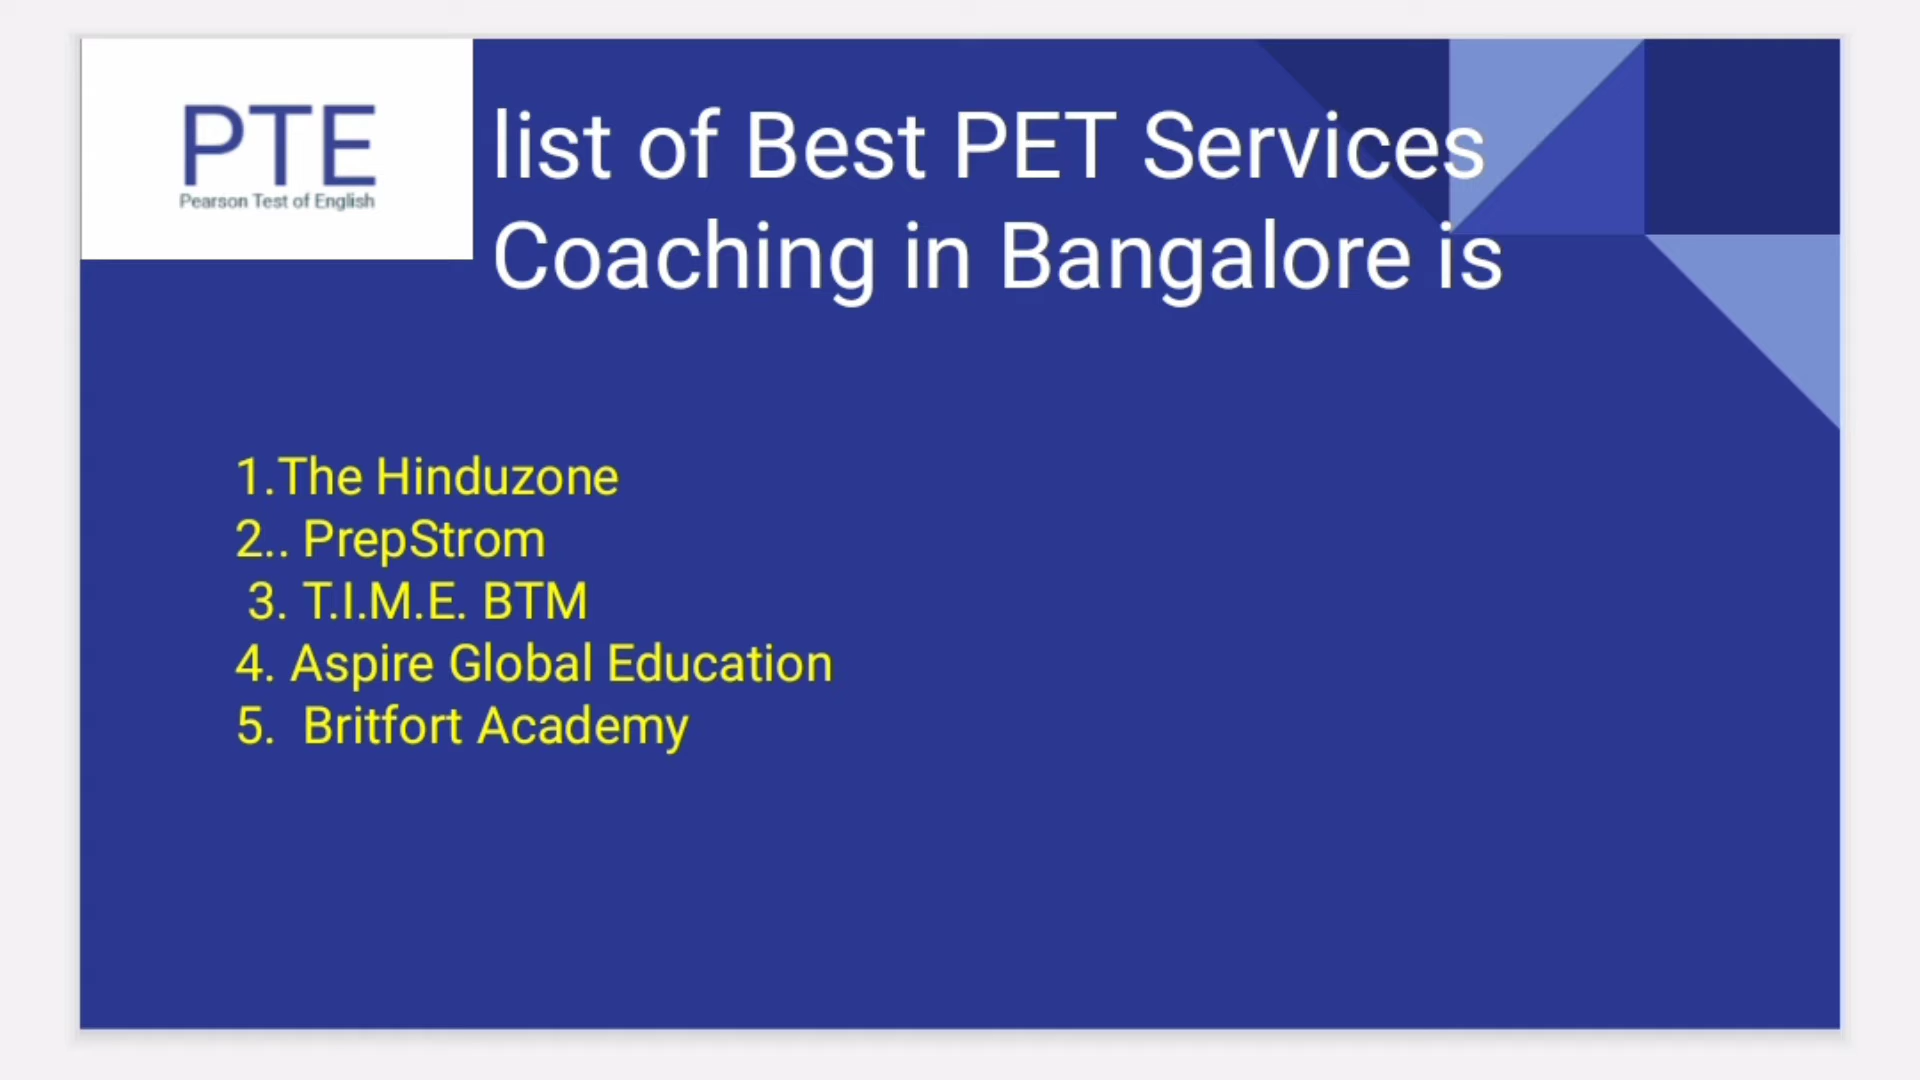 PTE
Pearson Test of English
list of Best PET Services
Coaching in Bangalore is
1.The Hinduzone
2.. PrepStrom
3. T.I.M.E. BTM
4. Aspire Global Education
5. Britfort Academy